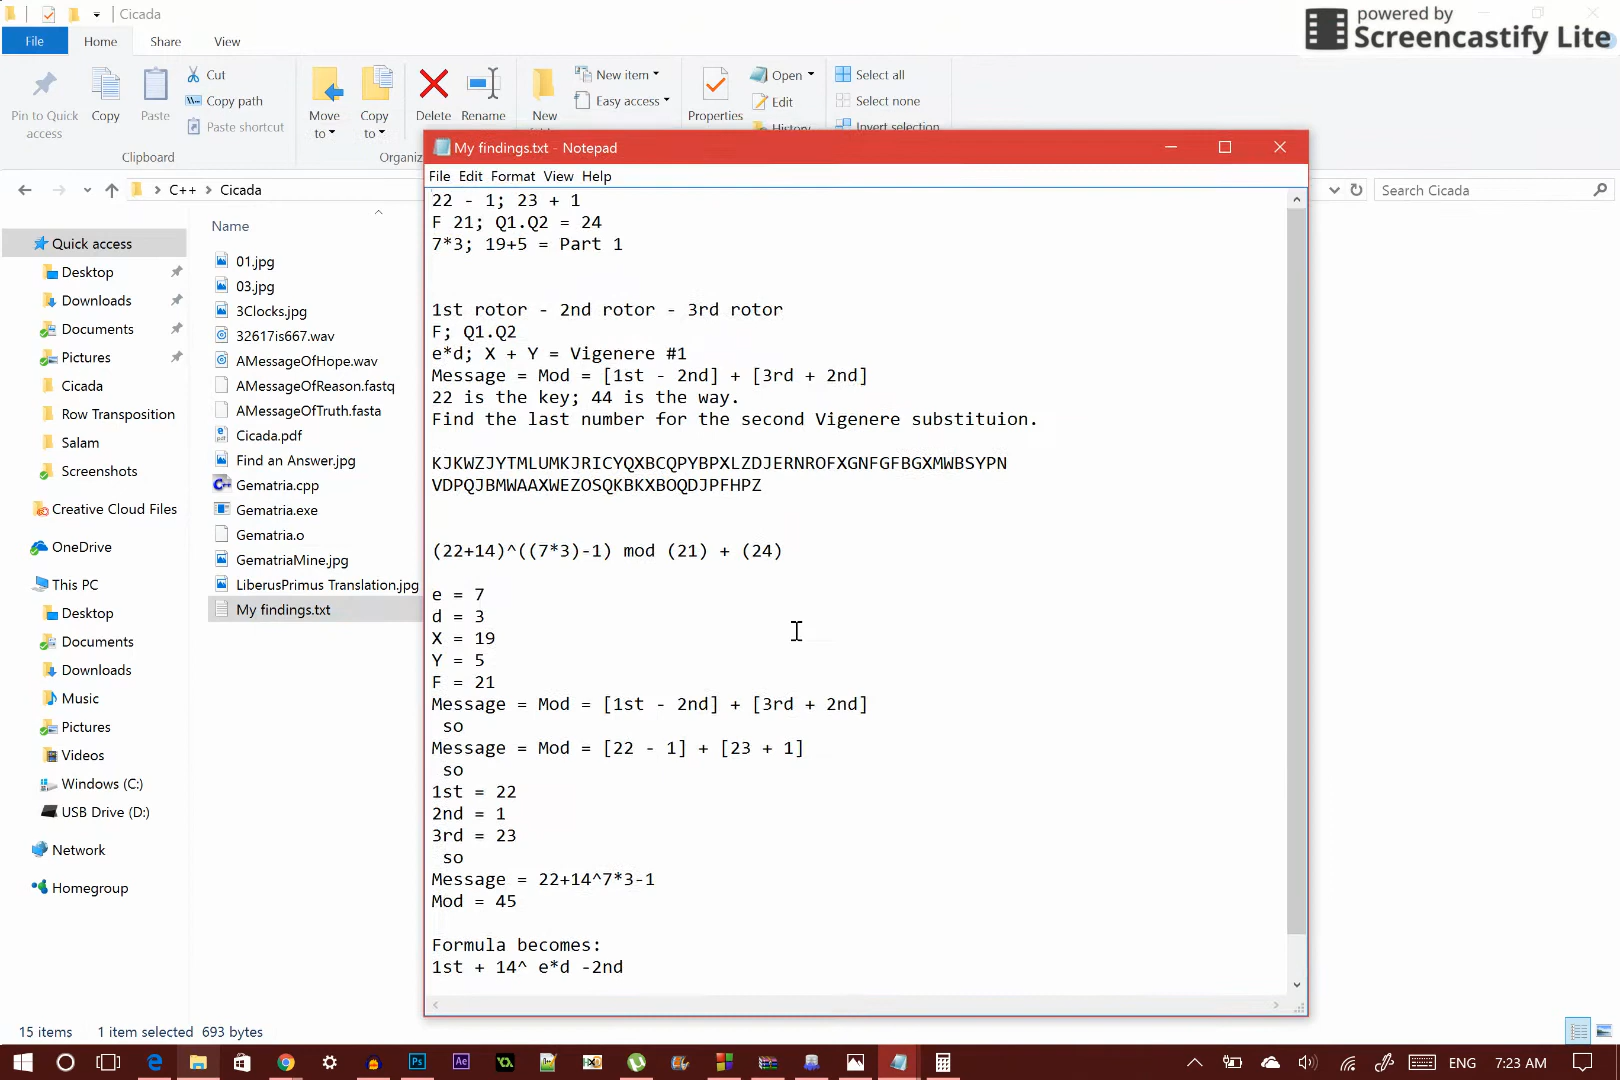 Cicada
powered by
Screencastify Lite
File Home Share View
Pin to Quick access
Copy
Paste
Cut
Copy path
Paste shortcut
Clipboard
Move to
Copy to
Delete
Rename
New
New item
Easy access
Properties
Open
Edit
History
Select all
Select none
Invert selection
C++ Cicada
Search Cicada
Quick access
Desktop
Downloads
Documents
Pictures
Cicada
Row Transposition
Salam
Screenshots
Creative Cloud Files
OneDrive
This PC
Desktop
Documents
Downloads
Music
Pictures
Videos
Windows (C:)
USB Drive (D:)
Network
Homegroup
Name
01.jpg
03.jpg
3Clocks.jpg
32617is667.wav
AMessageOfHope.wav
AMessageOfReason.fastq
AMessageOfTruth.fasta
Cicada.pdf
Find an Answer.jpg
Gematria.cpp
Gematria.exe
Gematria.o
GematriaMine.jpg
LiberusPrimus Translation.jpg
My findings.txt
My findings.txt - Notepad
File Edit Format View Help
22 - 1; 23 + 1
F 21; Q1.Q2 = 24
7*3; 19+5 = Part 1
1st rotor - 2nd rotor - 3rd rotor
F; Q1.Q2
e*d; X + Y = Vigenere #1
Message = Mod = [1st - 2nd] + [3rd + 2nd]
22 is the key; 44 is the way.
Find the last number for the second Vigenere substituion.
KJKWZJYTMLUMKJRICYQXBCQPYBPXLZDJERNROFXGNFGFBGXMWBSYPN
VDPQJBMWAAXWEZOSQKBKXBOQDJPFHPZ
(22+14)^((7*3)-1) mod (21) + (24)
e = 7
d = 3
X = 19
Y = 5
F = 21
Message = Mod = [1st - 2nd] + [3rd + 2nd]
so
Message = Mod = [22 - 1] + [23 + 1]
so
1st = 22
2nd = 1
3rd = 23
so
Message = 22+14^7*3-1
Mod = 45
Formula becomes:
1st + 14^ e*d -2nd
15 items 1 item selected 693 bytes
ENG 7:23 AM